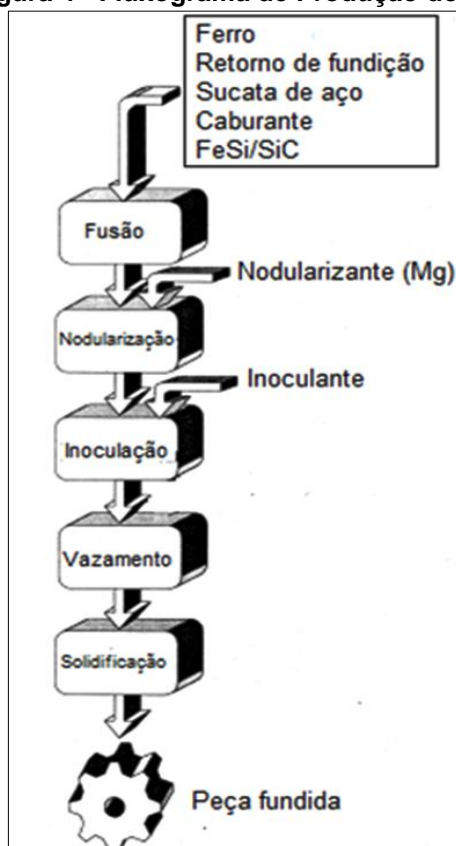 Ferro
Retorno de fundição
Sucata de aço
Caburante
FeSi/SiC
Fusão
Nodularizante (Mg)
Nodularização
Inoculante
Inoculação
Vazamento
Solidificação
Peça fundida